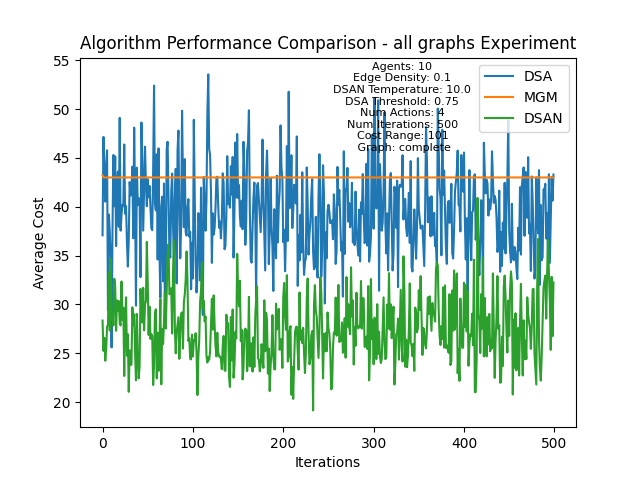 Algorithm Performance Comparison - all graphs Experiment
Agents: 10
Edge Density: 0.1
DSAN Temperature: 10.0
DSA Threshold: 0.75
Num Actions: 4
Num Iterations: 500
Cost Range: 101
Graph: complete
DSA
MGM
DSAN
Average Cost
55
50
45
40
35
30
25
20
0
100
200
300
400
500
Iterations